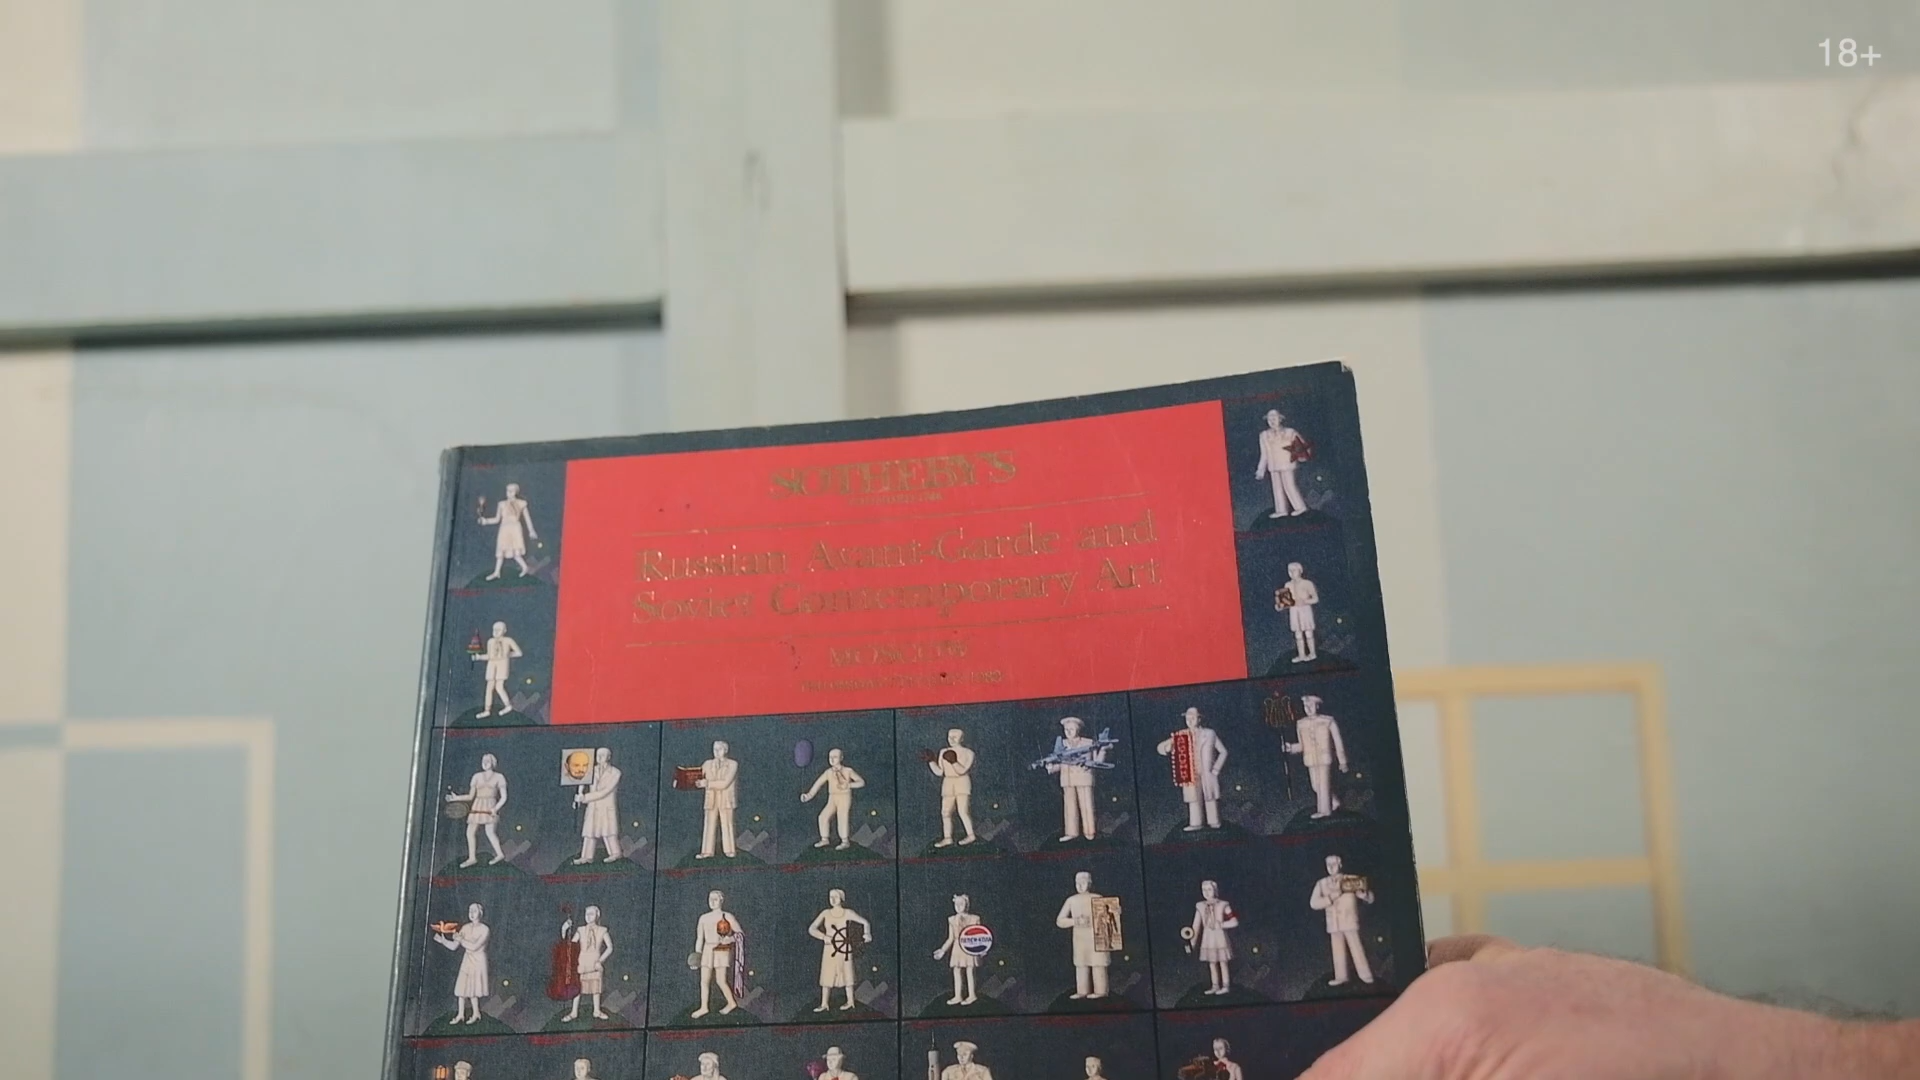 18+
SOTHEBY'S
Russian Avant-Garde and
Soviet Contemporary Art
MOSCOW